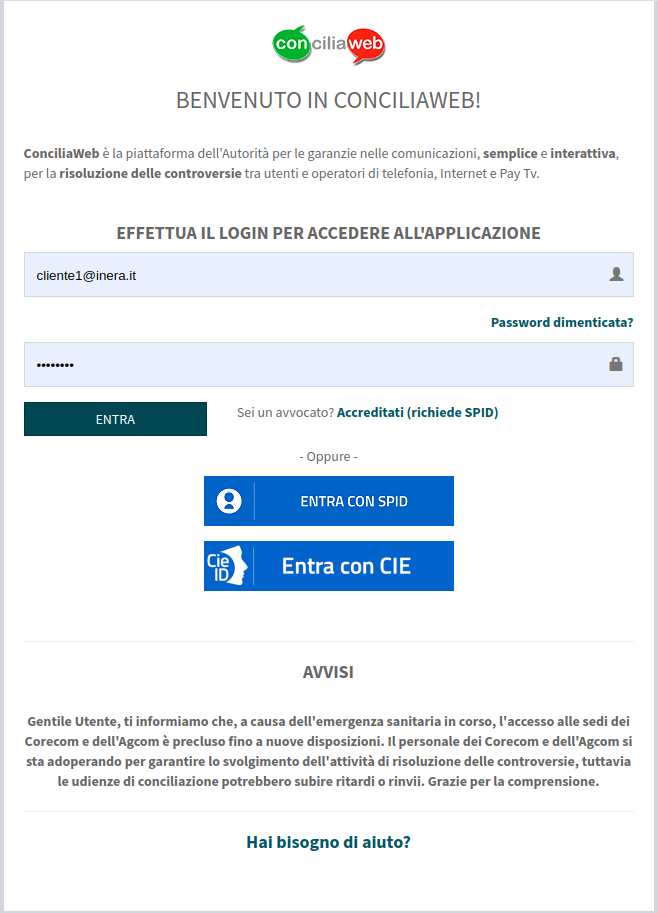 conciliaweb
BENVENUTO IN CONCILIAWEB!
ConciliaWeb è la piattaforma dell'Autorità per le garanzie nelle comunicazioni, semplice e interattiva,
per la risoluzione delle controversie tra utenti e operatori di telefonia, Internet e Pay Tv.
EFFETTUA IL LOGIN PER ACCEDERE ALL'APPLICAZIONE
cliente1@inera.it
Password dimenticata?
••••••••
ENTRA
Sei un avvocato? Accreditati (richiede SPID)
- Oppure -
ENTRA CON SPID
Cie
ID
Entra con CIE
AVVISI
Gentile Utente, ti informiamo che, a causa dell'emergenza sanitaria in corso, l'accesso alle sedi dei
Corecom e dell'Agcom è precluso fino a nuove disposizioni. Il personale dei Corecom e dell'Agcom si
sta adoperando per garantire lo svolgimento dell'attività di risoluzione delle controversie, tuttavia
le udienze di conciliazione potrebbero subire ritardi o rinvii. Grazie per la comprensione.
Hai bisogno di aiuto?